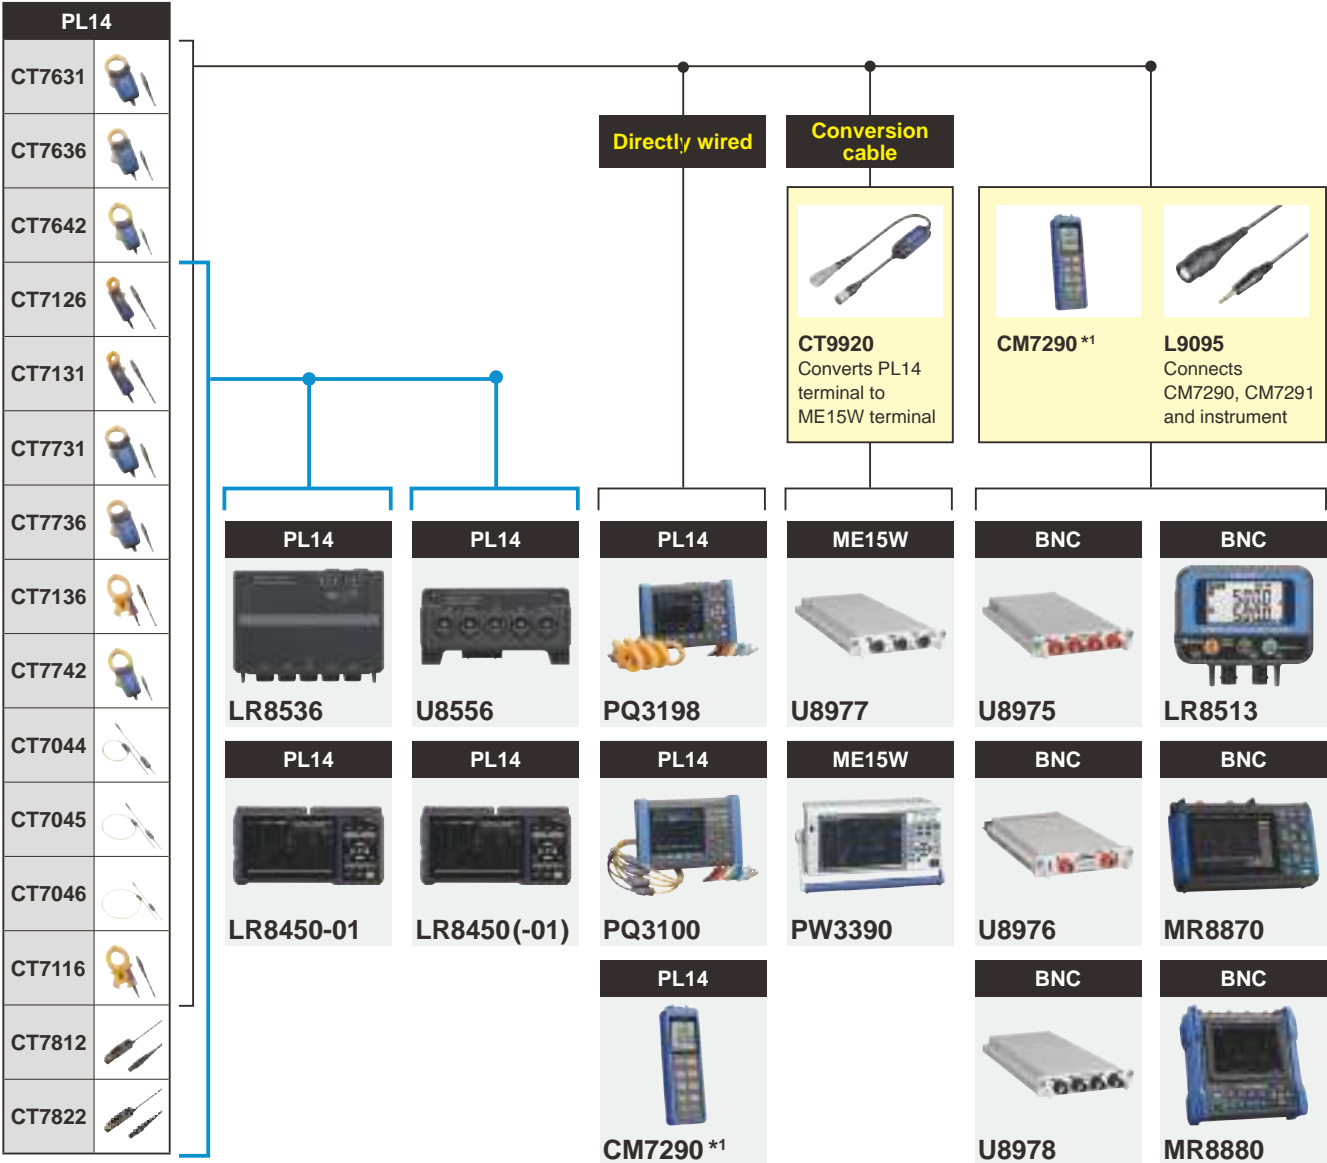 PL14
CT7631
CT7636
CT7642
CT7126
CT7131
CT7731
CT7736
CT7136
CT7742
CT7044
CT7045
CT7046
CT7116
CT7812
CT7822
Directly wired
Conversion
cable
CT9920
Converts PL14
terminal to
ME15W terminal
CM7290 *1
L9095
Connects
CM7290, CM7291
and instrument
PL14
LR8536
PL14
U8556
PL14
PQ3198
ME15W
U8977
BNC
U8975
BNC
LR8513
PL14
LR8450-01
PL14
LR8450(-01)
PL14
PQ3100
ME15W
PW3390
BNC
U8976
BNC
MR8870
PL14
CM7290 *1
BNC
U8978
BNC
MR8880